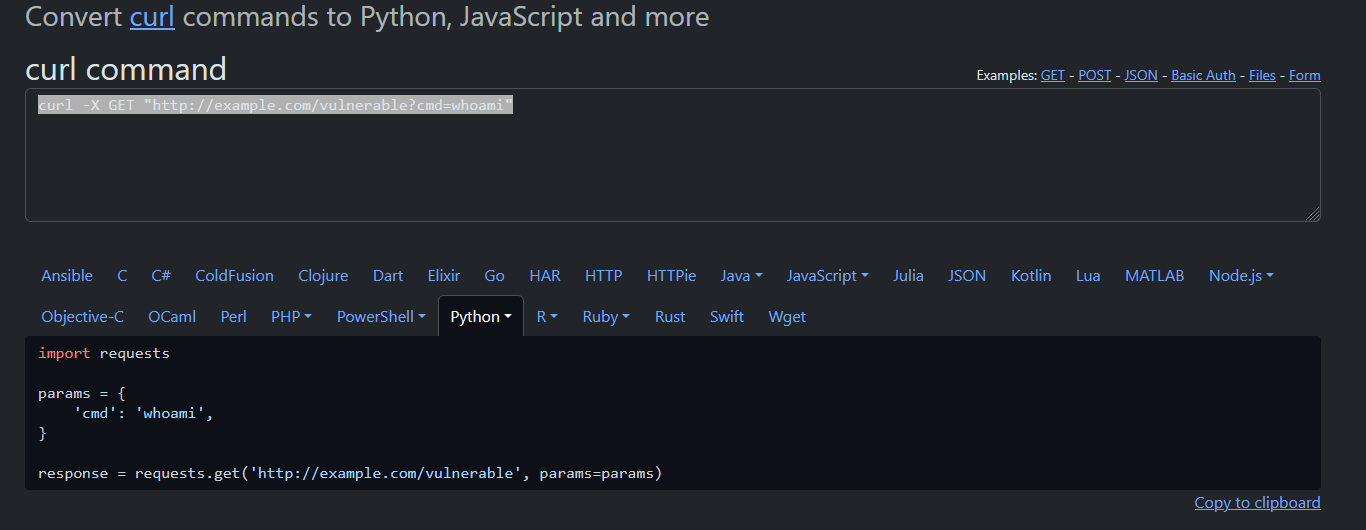 Convert curl commands to Python, JavaScript and more
curl command
Examples: GET - POST - JSON - Basic Auth - Files - Form
curl -X GET "http://example.com/vulnerable?cmd=whoami"
Ansible C C# ColdFusion Clojure Dart Elixir Go HAR HTTP HTTPie Java JavaScript Julia JSON Kotlin Lua MATLAB Node.js
Objective-C OCaml Perl PHP PowerShell Python R Ruby Rust Swift Wget
import requests
params = {
    'cmd': 'whoami',
}
response = requests.get('http://example.com/vulnerable', params=params)
Copy to clipboard